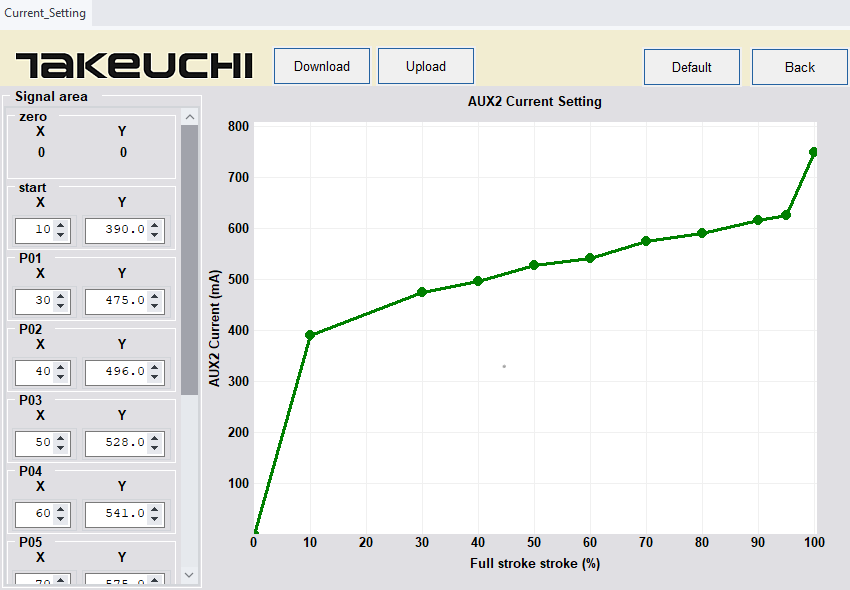 Current_Setting
TAKEUCHI
Download
Upload
Default
Back
Signal area
zero
X Y
0 0
start
X Y
10 390.0
P01
X Y
30 475.0
P02
X Y
40 496.0
P03
X Y
50 528.0
P04
X Y
60 541.0
P05
X Y
70 575.0
AUX2 Current Setting
AUX2 Current (mA)
800
700
600
500
400
300
200
100
0 10 20 30 40 50 60 70 80 90 100
Full stroke stroke (%)